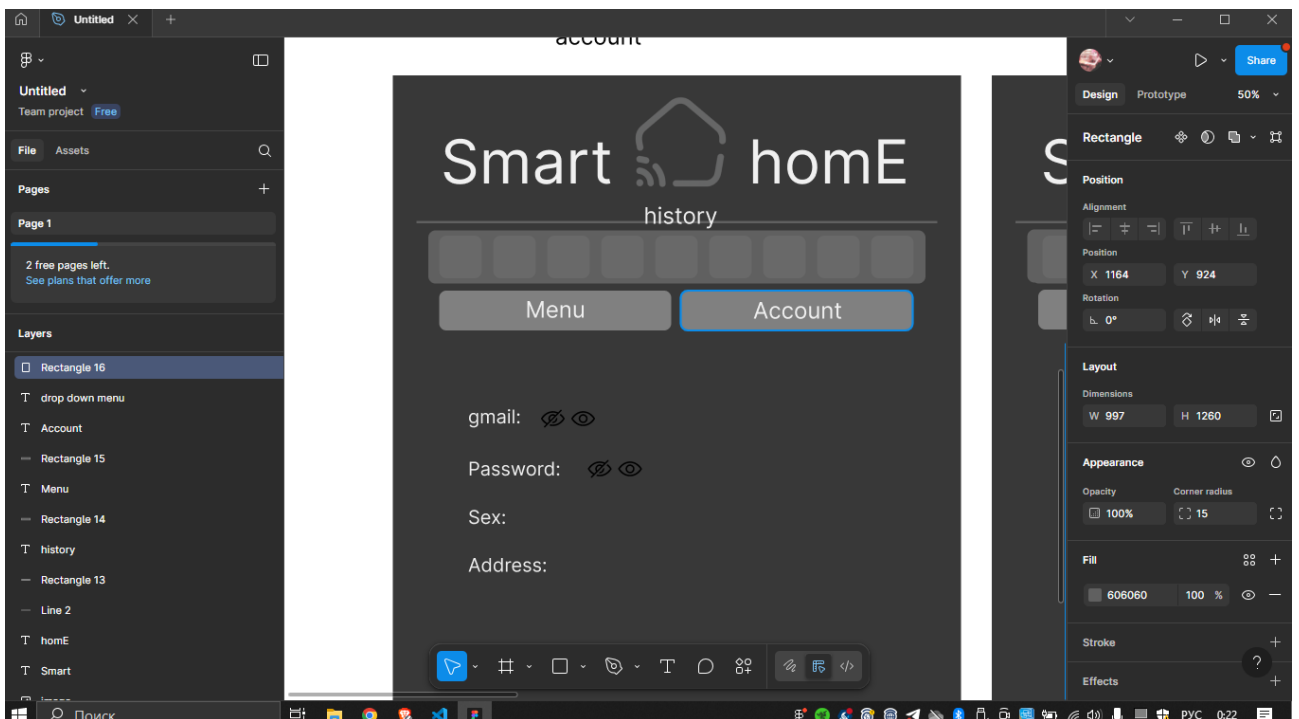 Untitled
account
Untitled
Team project Free
Share
Design Prototype 50%
File Assets
Rectangle
Pages
Page 1
2 free pages left.
See plans that offer more
Layers
Rectangle 16
drop down menu
Account
Rectangle 15
Menu
Rectangle 14
history
Rectangle 13
Line 2
homE
Smart
image
Smart homE
history
Menu Account
gmail:
Password:
Sex:
Address:
S
Position
Alignment
Position
X 1164 Y 924
Rotation
0°
Layout
Dimensions
W 997 H 1260
Appearance
Opacity Corner radius
100% 15
Fill
606060 100 %
Stroke
?
Effects
Поиск
РУС 0:22